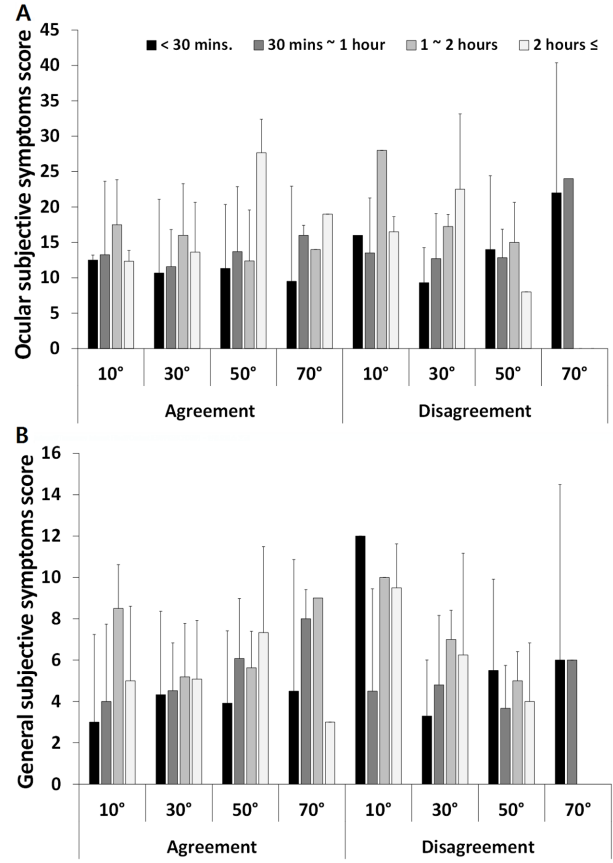 A
Ocular subjective symptoms score
45
40
35
30
25
20
15
10
5
0
< 30 mins. 30 mins ~ 1 hour 1 ~ 2 hours 2 hours ≤
10° 30° 50° 70° 10° 30° 50° 70°
Agreement Disagreement
B
General subjective symptoms score
16
14
12
10
8
6
4
2
0
10° 30° 50° 70° 10° 30° 50° 70°
Agreement Disagreement